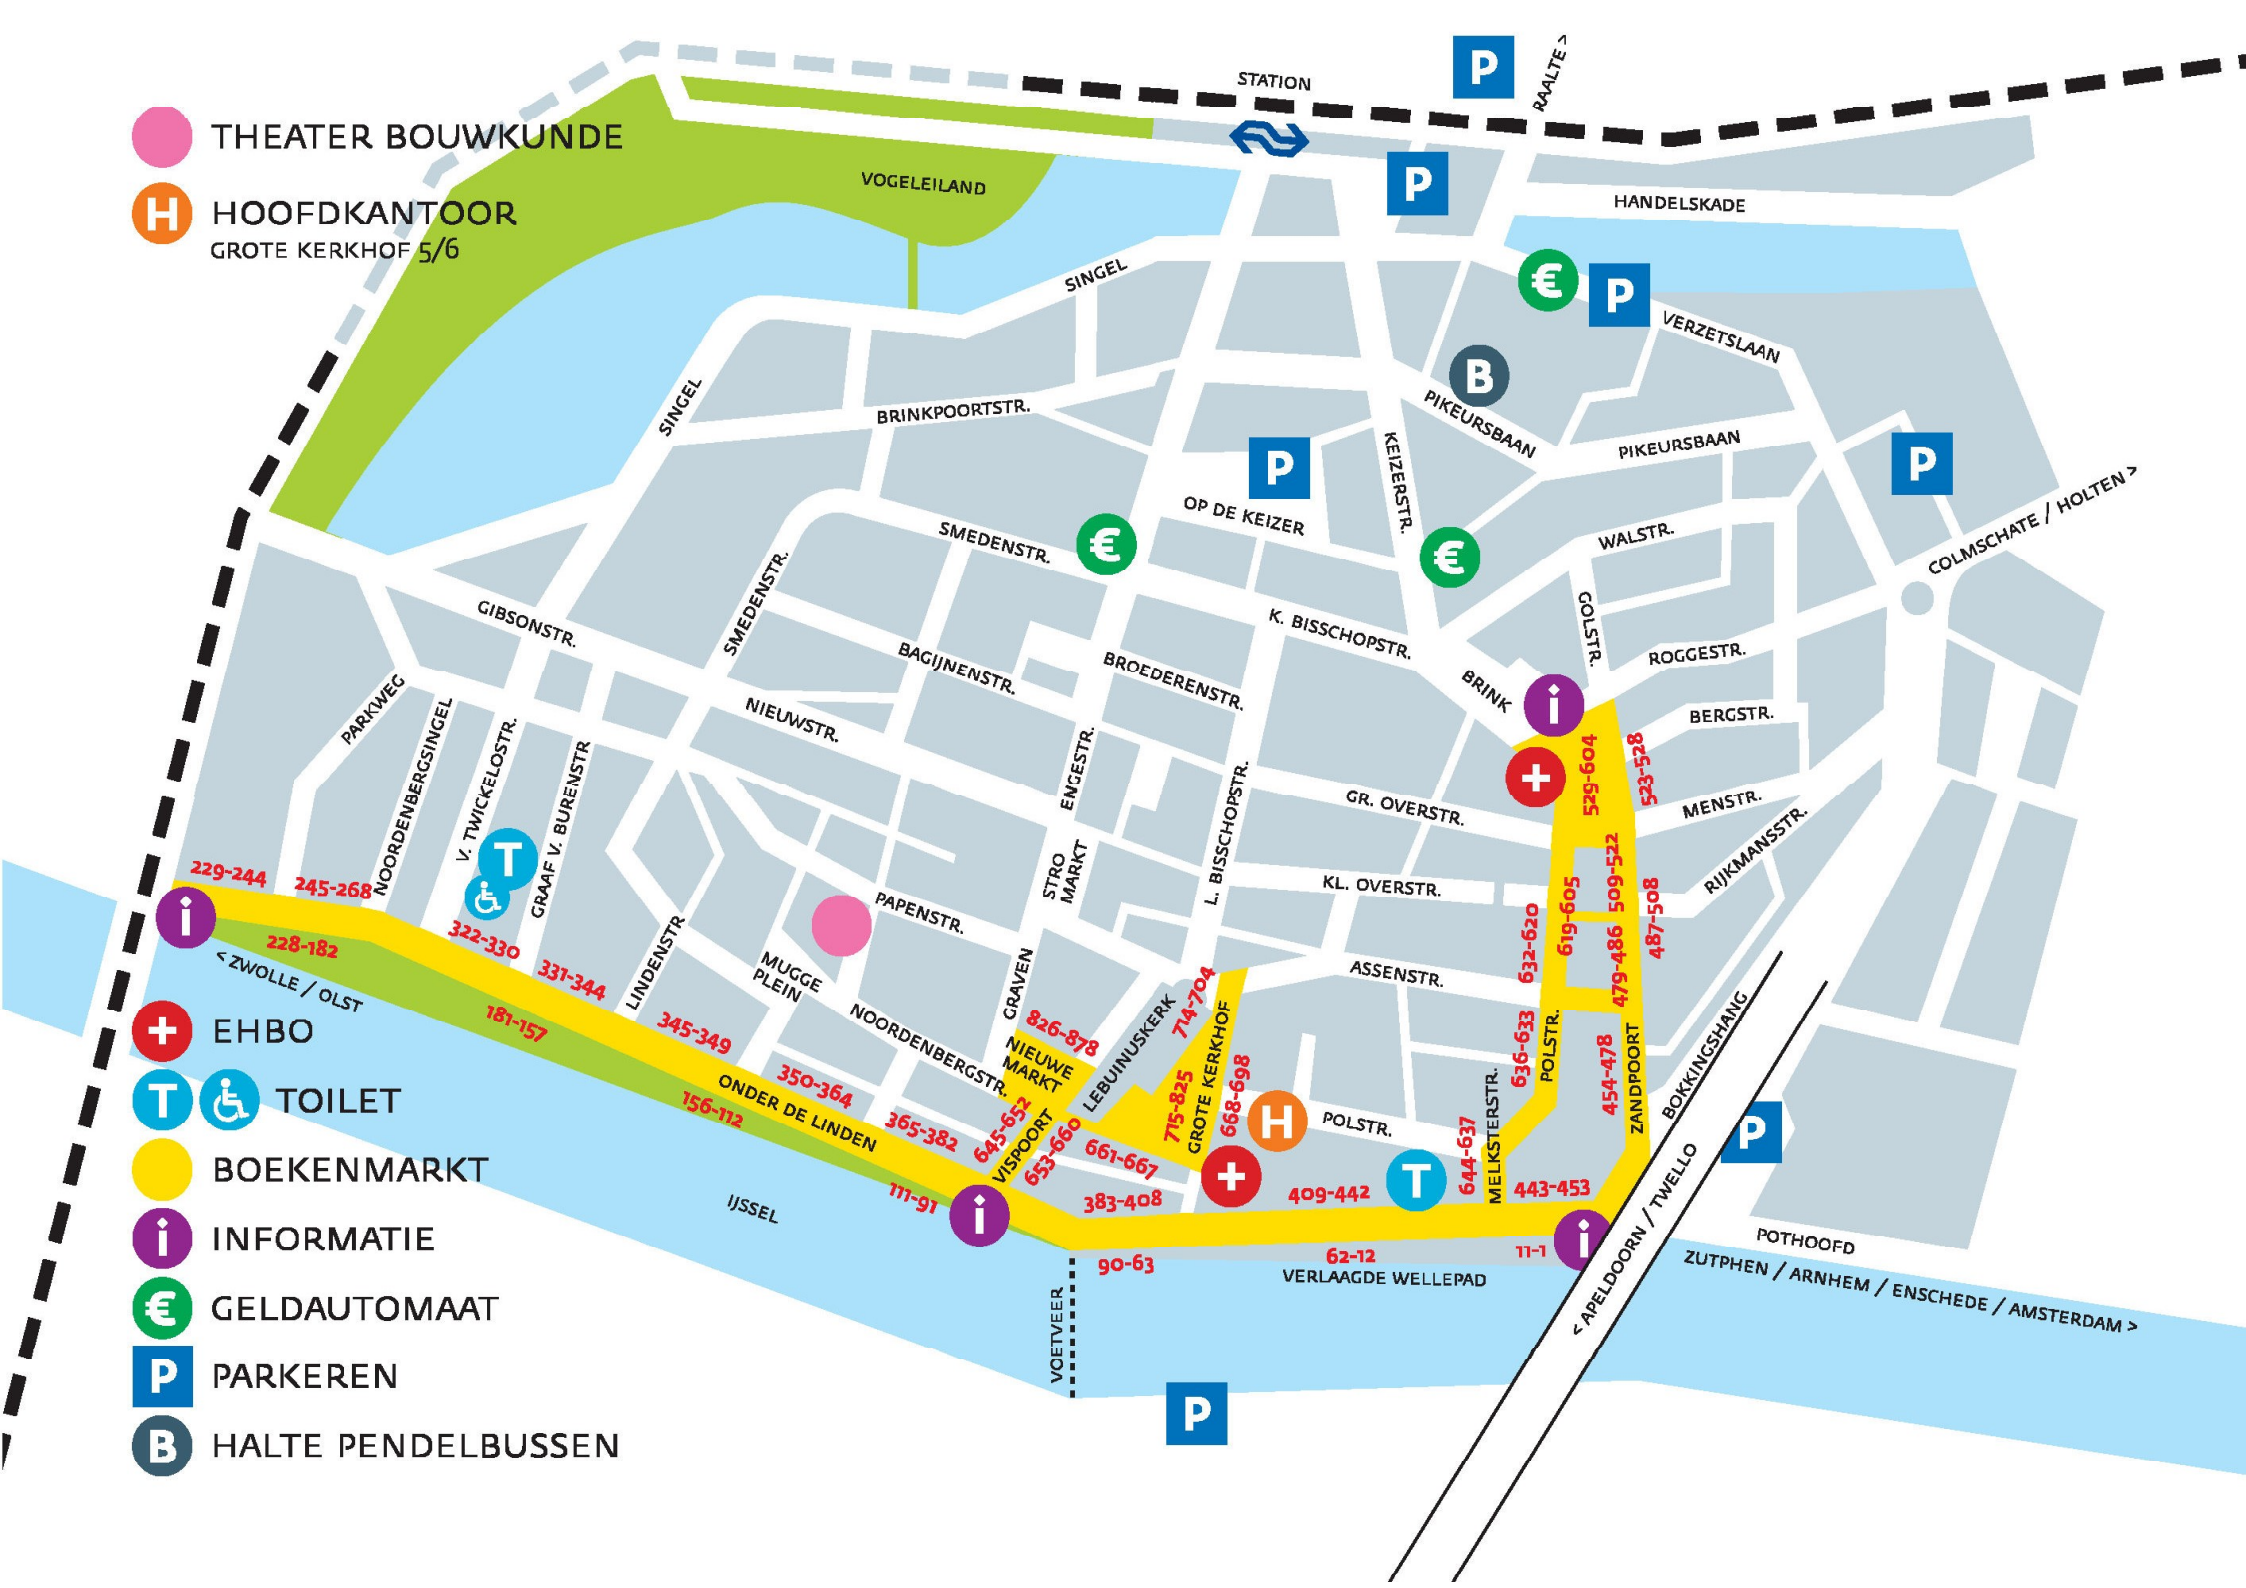 THEATER BOUWKUNDE
H HOOFDKANTOOR
GROTE KERKHOF 5/6
STATION
P
RAALTE >
P
VOGELEILAND
HANDELSKADE
SINGEL
€
P
VERZETSLAAN
B
SINGEL
BRINKPOORTSTR.
PIKEURSBAAN
PIKEURSBAAN
KEIZERSTR.
P
P
OP DE KEIZER
COLMSCHATE / HOLTEN >
SMEDENSTR.
€
€
WALSTR.
SMEDENSTR.
GIBSONSTR.
K. BISSCHOPSTR.
GOLSTR.
ROGGESTR.
BAGIJNENSTR.
BROEDERENSTR.
BRINK
i
PARKWEG
NOORDENBERGSINGEL
V. TWICKELOSTR.
GRAAF V. BURENSTR
NIEUWSTR.
ENGESTR.
BERGSTR.
529-604
523-528
+
L. BISSCHOPSTR.
GR. OVERSTR.
MENSTR.
RIJKMANSSTR.
T
STRO
MARKT
KL. OVERSTR.
509-522
229-244
245-268
619-605
487-508
i
228-182
322-330
331-344
LINDENSTR
PAPENSTR.
632-620
479-486
< ZWOLLE / OLST
MUGGE
PLEIN
GRAVEN
ASSENSTR.
714-704
181-157
345-349
NOORDENBERGSTR.
826-878
NIEUWE
MARKT
LEBUINUSKERK
GROTE KERKHOF
636-633
POLSTR.
BOKKINGSHANG
+ EHBO
T TOILET
156-112
ONDER DE LINDEN
350-364
365-382
645-652
VISPOORT
653-660
661-667
715-825
668-698
H
POLSTR.
454-478
ZANDPOORT
P
MELKSTERSTR.
644-637
BOEKENMARKT
IJSSEL
111-91
i
383-408
+
409-442
T
443-453
i INFORMATIE
90-63
62-12
11-1
i
VERLAAGDE WELLEPAD
POTHOOFD
ZUTPHEN / ARNHEM / ENSCHEDE / AMSTERDAM >
< APELDOORN / TWELLO
€ GELDAUTOMAAT
VOETVEER
P PARKEREN
P
B HALTE PENDELBUSSEN